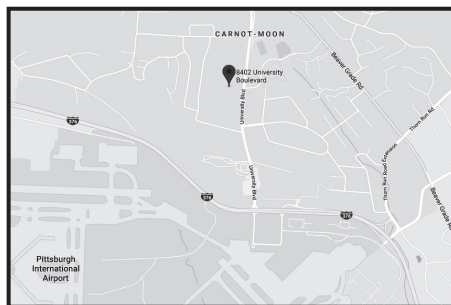 CARNOT-MOON
8402 University
Boulevard
University Blvd
Beaver Grade Rd
Thorn Run Rd
376
University Blvd
Thorn Run Road Extension
Beaver Grade Rd
376
376
Pittsburgh
International
Airport